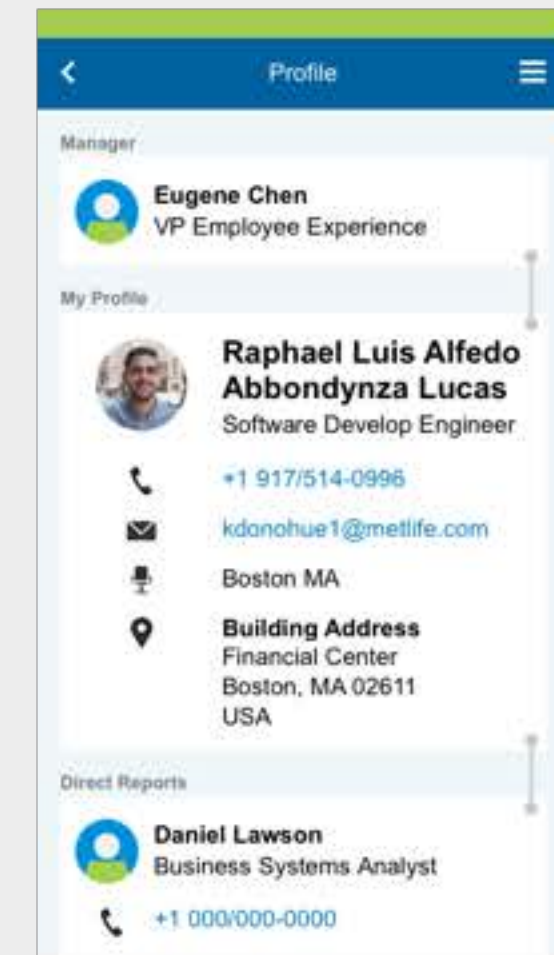 Profile
Manager
Eugene Chen
VP Employee Experience
My Profile
Raphael Luis Alfedo
Abbondynza Lucas
Software Develop Engineer
+1 917/514-0996
kdonohue1@metlife.com
Boston MA
Building Address
Financial Center
Boston, MA 02611
USA
Direct Reports
Daniel Lawson
Business Systems Analyst
+1 000/000-0000